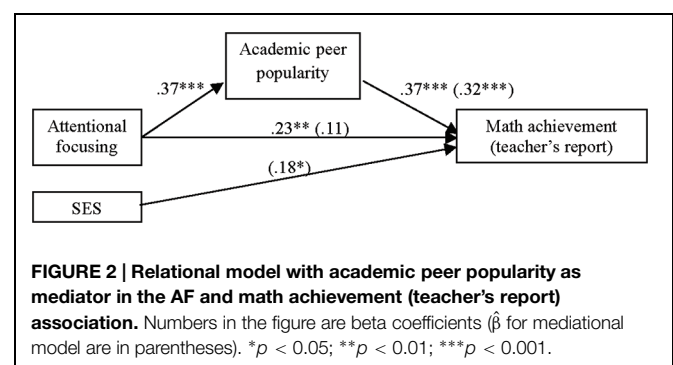 Academic peer
popularity
.37***
.37*** (.32***)
Attentional
focusing
.23** (.11)
Math achievement
(teacher's report)
(.18*)
SES
FIGURE 2 | Relational model with academic peer popularity as
mediator in the AF and math achievement (teacher's report)
association. Numbers in the figure are beta coefficients (β̂ for mediational
model are in parentheses). *p < 0.05; **p < 0.01; ***p < 0.001.